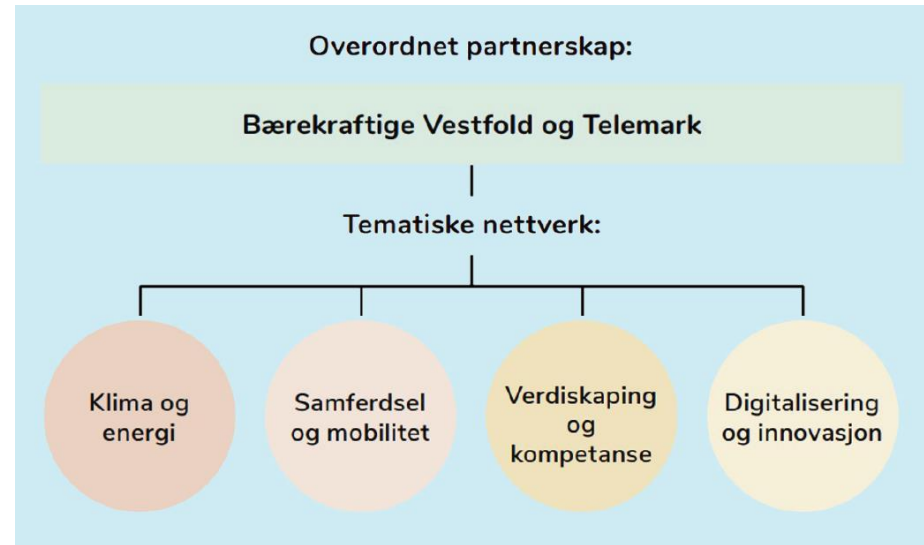 Overordnet partnerskap:
Bærekraftige Vestfold og Telemark
Tematiske nettverk:
Klima og
energi
Samferdsel
og mobilitet
Verdiskaping
og
kompetanse
Digitalisering
og innovasjon